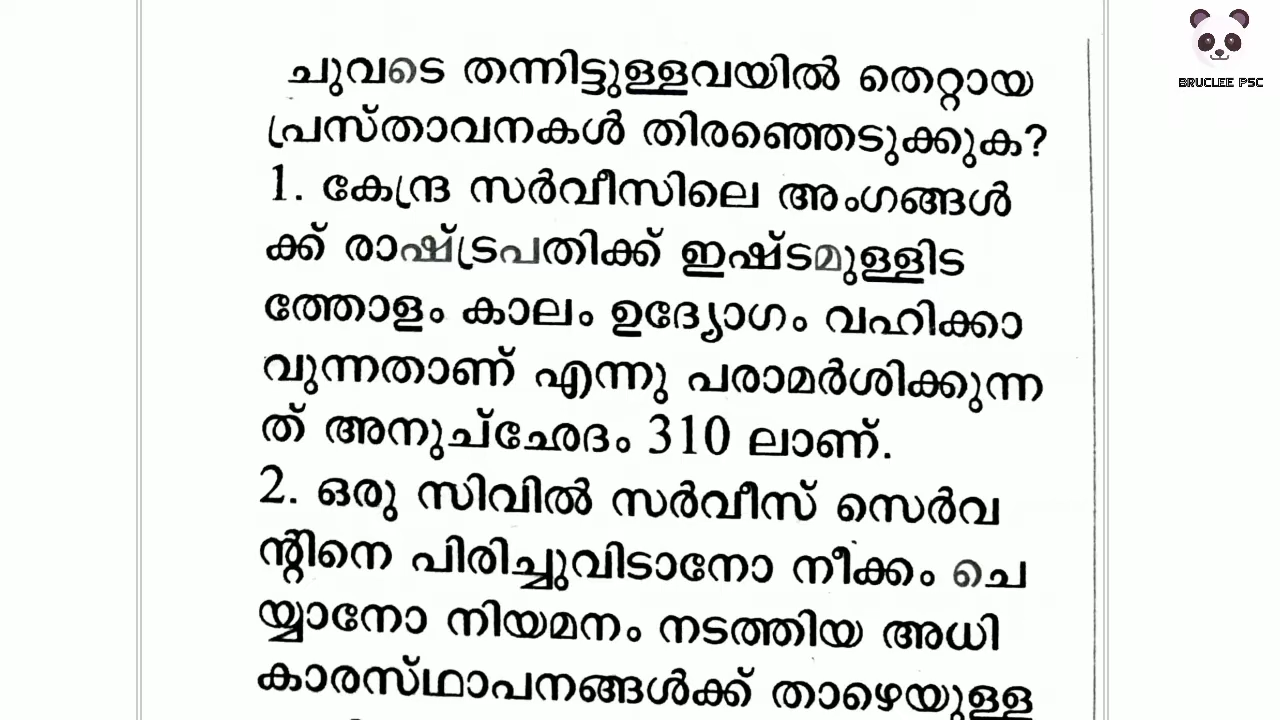 BRUCLEE PSC
ചുവടെ തന്നിട്ടുള്ളവയിൽ തെറ്റായ
പ്രസ്താവനകൾ തിരഞ്ഞെടുക്കുക?
1. കേന്ദ്ര സർവീസിലെ അംഗങ്ങൾ
ക്ക് രാഷ്ട്രപതിക്ക് ഇഷ്ടമുള്ളിട
ത്തോളം കാലം ഉദ്യോഗം വഹിക്കാ
വുന്നതാണ് എന്നു പരാമർശിക്കുന്ന
ത് അനുച്ഛേദം 310 ലാണ്.
2. ഒരു സിവിൽ സർവീസ് സെർവ
ന്റിനെ പിരിച്ചുവിടാനോ നീക്കം ചെ
യ്യാനോ നിയമനം നടത്തിയ അധി
കാരസ്ഥാപനങ്ങൾക്ക് താഴെയുള്ള